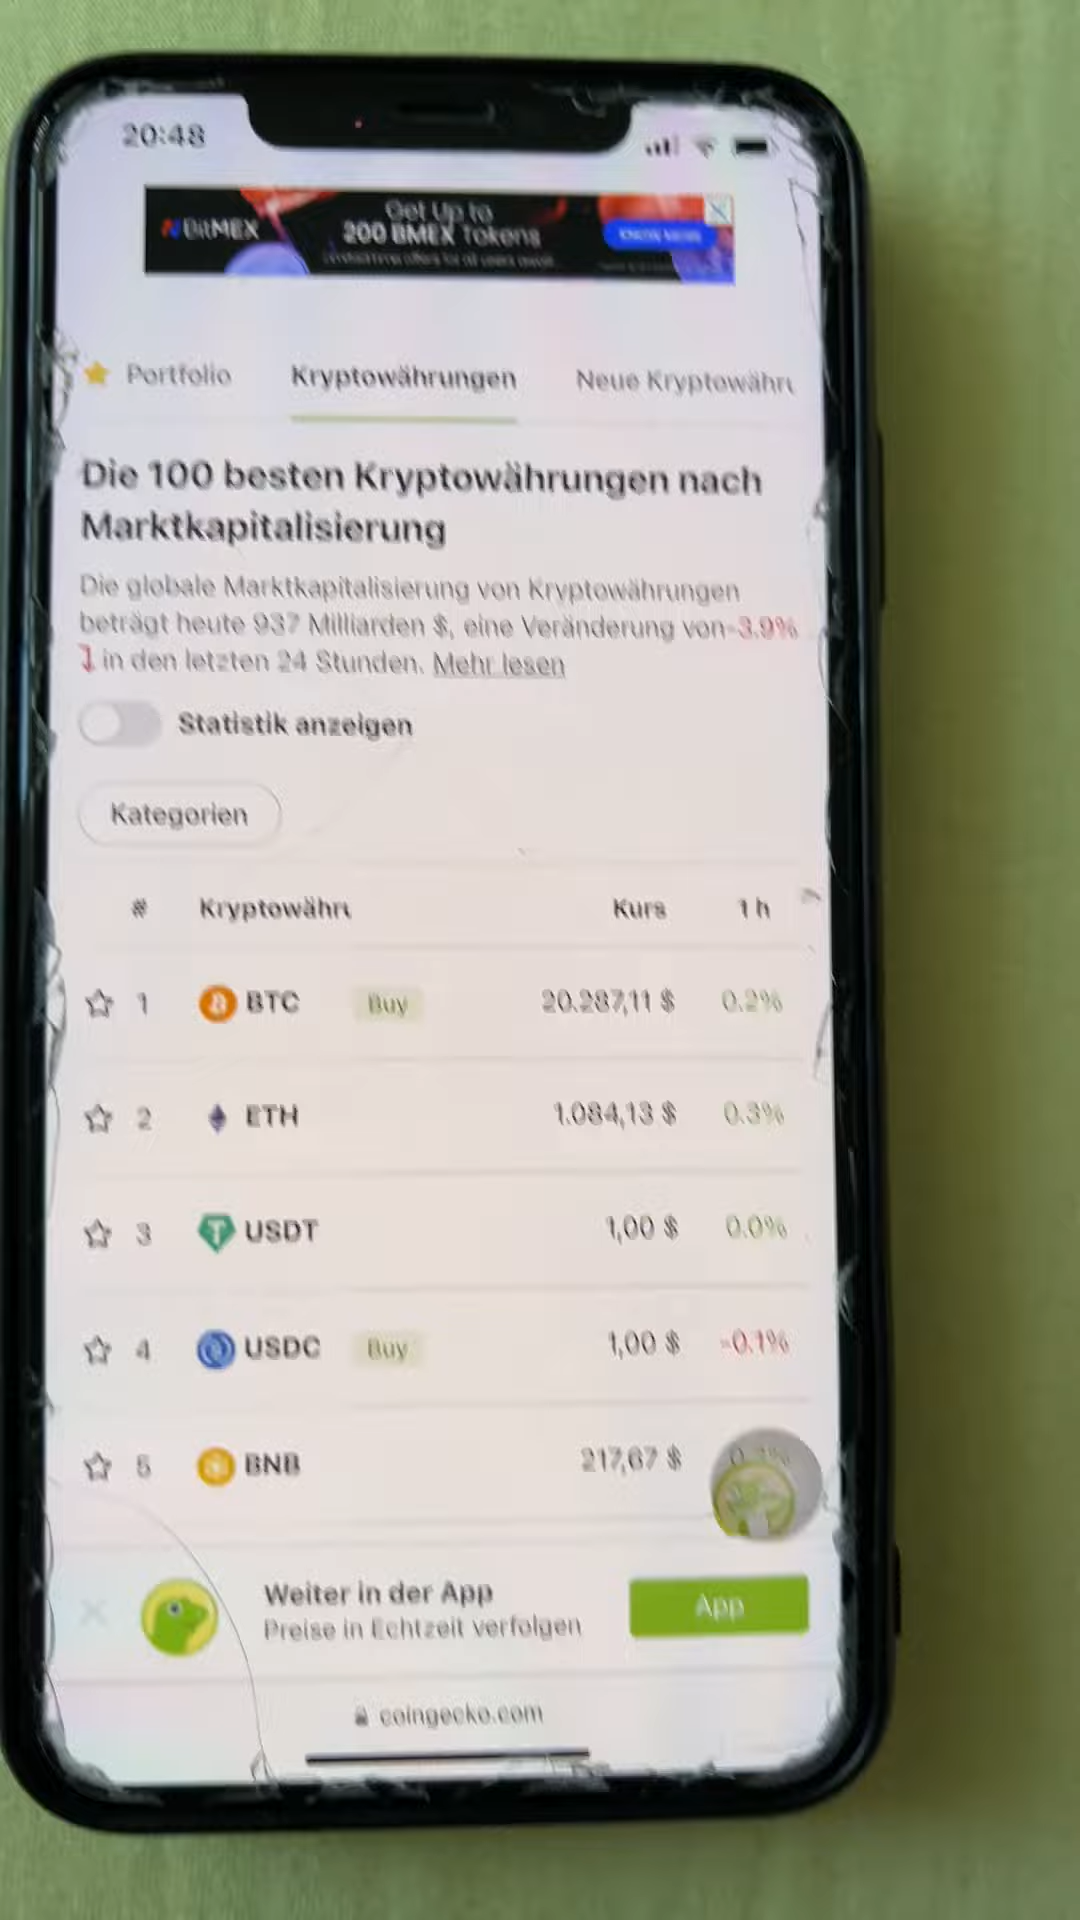 20:48
BitMEX
Get Up to
200 BMEX Tokens
Portfolio
Kryptowährungen
Neue Kryptowähru
Die 100 besten Kryptowährungen nach
Marktkapitalisierung
Die globale Marktkapitalisierung von Kryptowährungen
beträgt heute 937 Milliarden $, eine Veränderung von-3.9%
in den letzten 24 Stunden. Mehr lesen
Statistik anzeigen
Kategorien
# Kryptowähru Kurs 1 h
1 BTC Buy 20.287,11 $ 0.2%
2 ETH 1.084,13 $ 0.3%
3 USDT 1,00 $ 0.0%
4 USDC Buy 1,00 $ -0.1%
5 BNB 217,67 $
Weiter in der App
Preise in Echtzeit verfolgen
App
coingecko.com